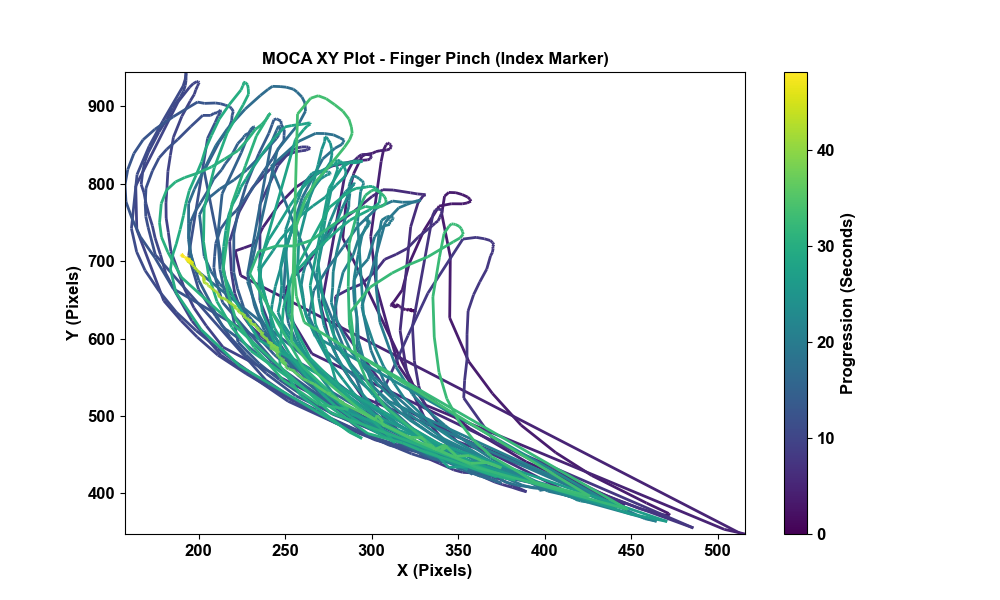 MOCA XY Plot - Finger Pinch (Index Marker)
900
800
700
600
500
400
Y (Pixels)
200 250 300 350 400 450 500
X (Pixels)
40
30
20
10
0
Progression (Seconds)